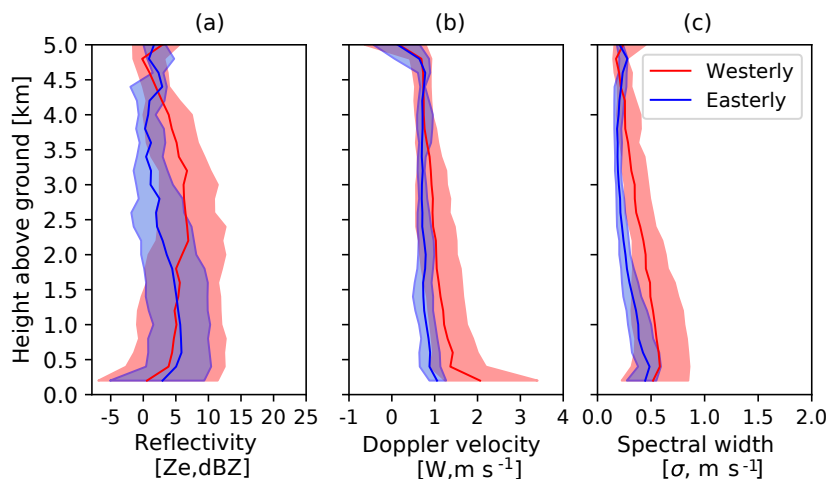 (a)
(b)
(c)
Height above ground [km]
5.0
4.5
4.0
3.5
3.0
2.5
2.0
1.5
1.0
0.5
0.0
Westerly
Easterly
-5 0 5 10 15 25
-1 0 1 2 3 4
0.0 0.5 1.0 1.5 2.0
Reflectivity
[Ze,dBZ]
Doppler velocity
[W,m s⁻¹]
Spectral width
[σ, m s⁻¹]